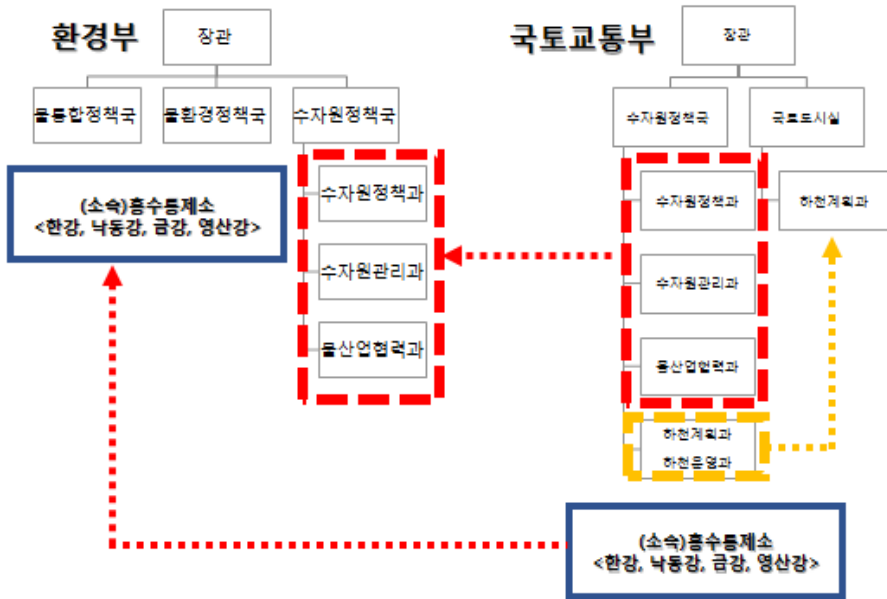 환경부
장관
물통합정책국
물환경정책국
수자원정책국
(소속)홍수통제소
<한강, 낙동강, 금강, 영산강>
수자원정책과
수자원관리과
물산업협력과
국토교통부
장관
수자원정책국
국토도시실
수자원정책과
하천계획과
수자원관리과
물산업협력과
하천계획과
하천운영과
(소속)홍수통제소
<한강, 낙동강, 금강, 영산강>